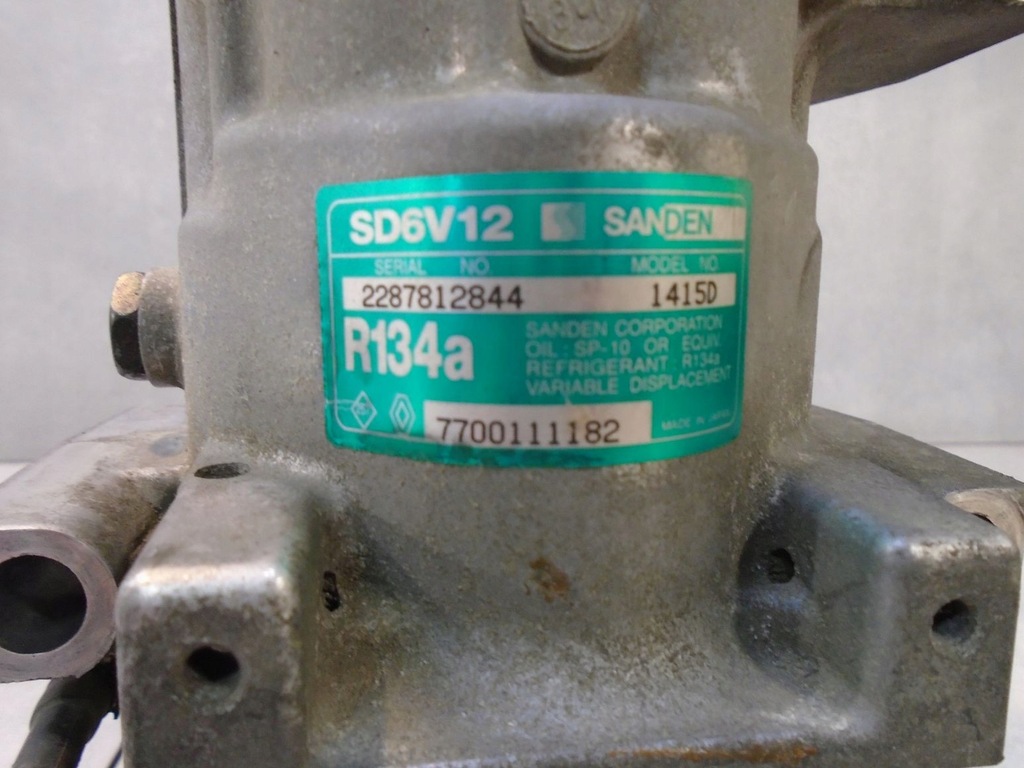 SD6V12 SANDEN
SERIAL NO. MODEL NO.
2287812844 1415D
R134a
SANDEN CORPORATION
OIL : SP-10 OR EQUIV.
REFRIGERANT : R134a
VARIABLE DISPLACEMENT
7700111182
MADE IN JAPAN